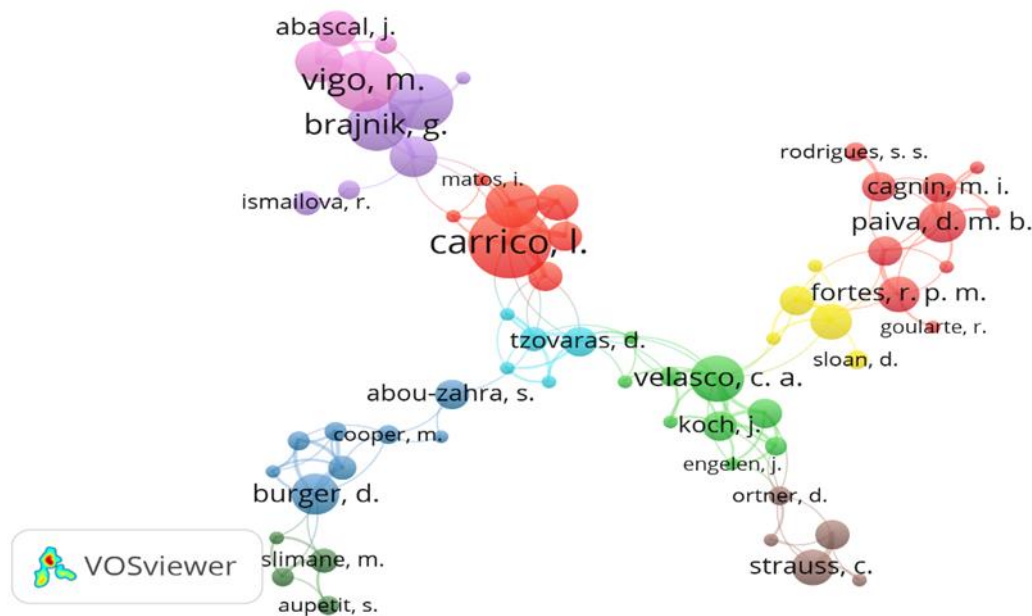 abascal, j.
vigo, m.
brajnik, g.
ismailova, r.
matos, i.
carrico, l.
rodrigues, s. s.
cagnin, m. i.
paiva, d. m. b.
fortes, r. p. m.
goularte, r.
sloan, d.
tzovaras, d.
velasco, c. a.
abou-zahra, s.
koch, j.
cooper, m.
engelen, j.
burger, d.
ortner, d.
slimane, m.
strauss, c.
aupetit, s.
VOSviewer